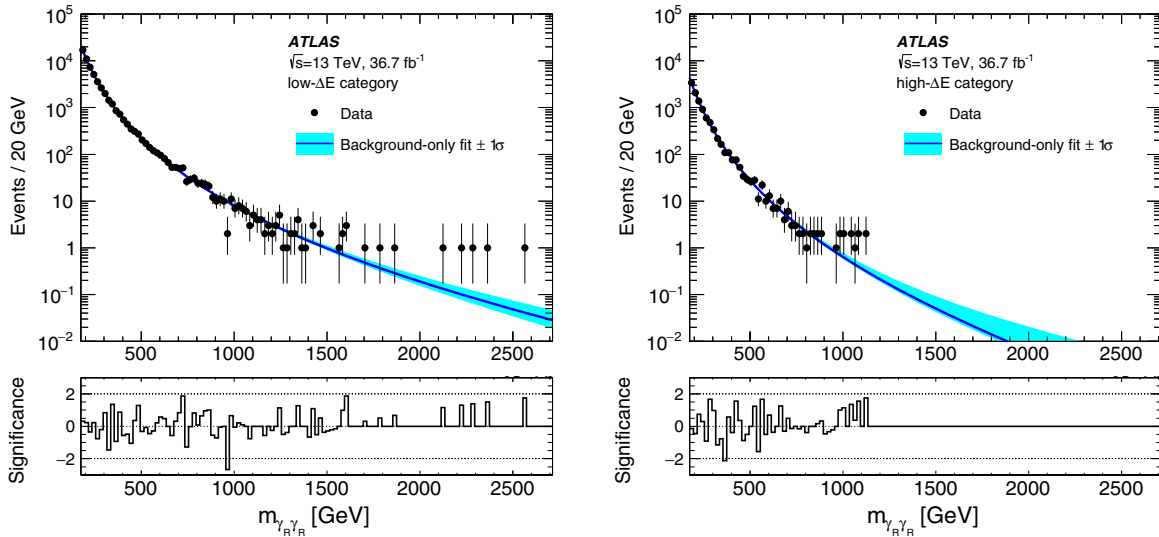 10^5
10^4
10^3
10^2
10
1
10^−1
10^−2
Events / 20 GeV
ATLAS
√s=13 TeV, 36.7 fb^-1
low-ΔE category
Data
Background-only fit ± 1σ
500 1000 1500 2000 2500
Significance
2
0
−2
500 1000 1500 2000 2500
m_γRγR [GeV]
10^5
10^4
10^3
10^2
10
1
10^−1
10^−2
Events / 20 GeV
ATLAS
√s=13 TeV, 36.7 fb^-1
high-ΔE category
Data
Background-only fit ± 1σ
500 1000 1500 2000 2500
Significance
2
0
−2
500 1000 1500 2000 2500
m_γRγR [GeV]